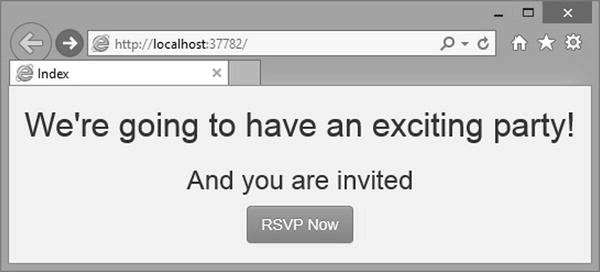 http://localhost:37782/
Index
We're going to have an exciting party!
And you are invited
RSVP Now